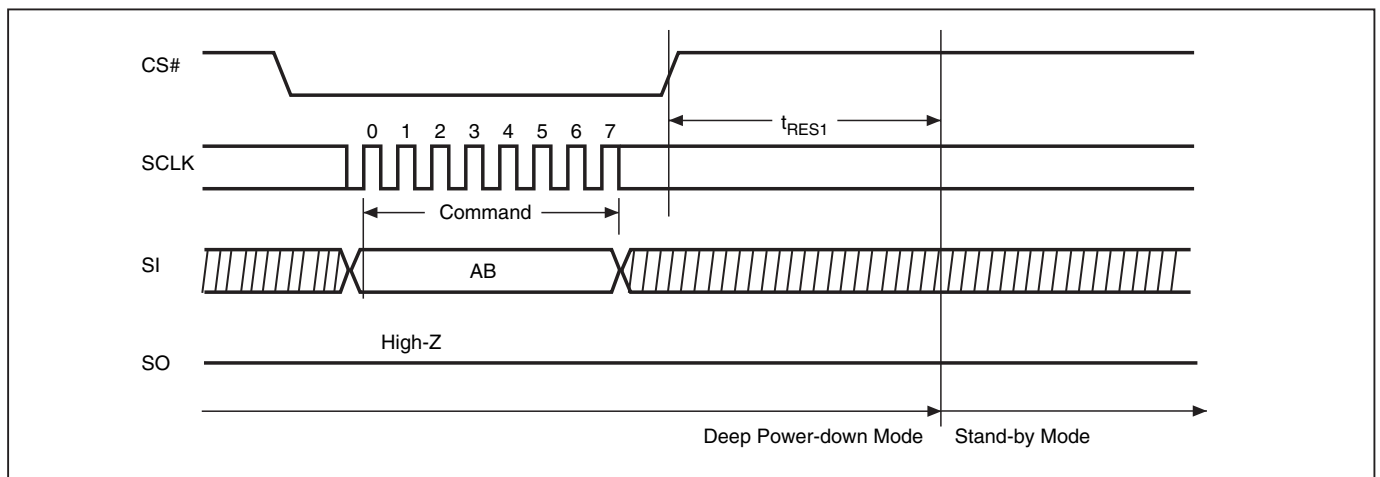 CS#
tRES1
0 1 2 3 4 5 6 7
SCLK
Command
SI
AB
High-Z
SO
Deep Power-down Mode Stand-by Mode